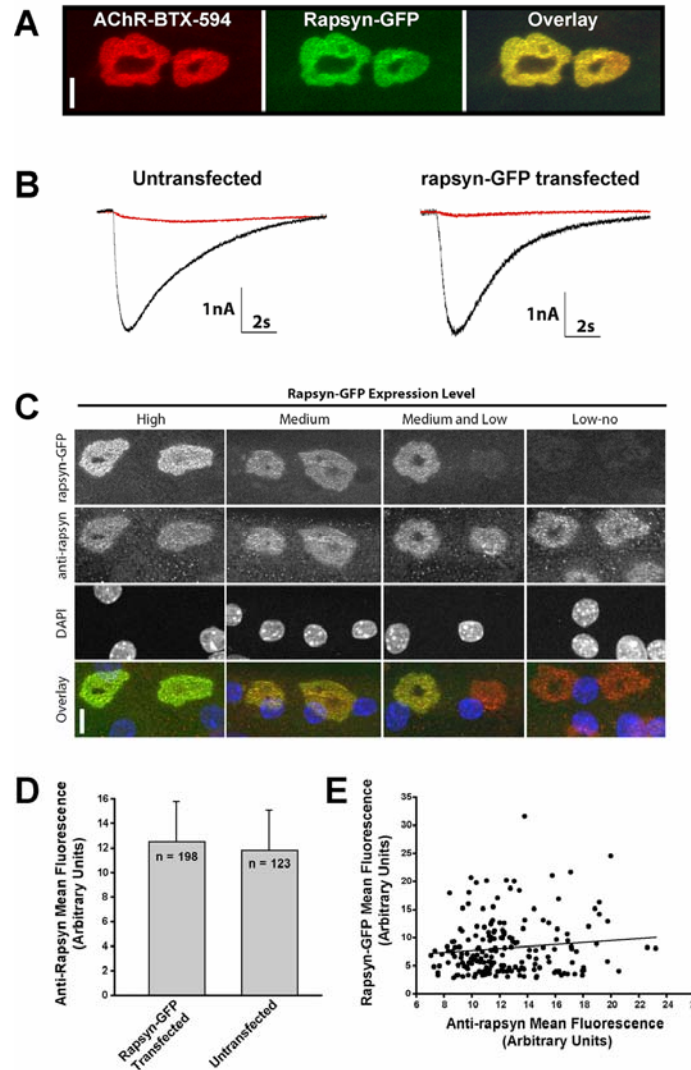 A
AChR-BTX-594 Rapsyn-GFP Overlay
B
Untransfected rapsyn-GFP transfected
1nA 2s 1nA 2s
C
Rapsyn-GFP Expression Level
High Medium Medium and Low Low-no
rapsyn-GFP
anti-rapsyn
DAPI
Overlay
D
Anti-Rapsyn Mean Fluorescence
(Arbitrary Units)
16
14
12
10
8
6
4
2
0
n = 198 n = 123
Rapsyn-GFP
Transfected
Untransfected
E
Rapsyn-GFP Mean Fluorescence
(Arbitrary Units)
35
30
25
20
15
10
5
0
6 8 10 12 14 16 18 20 22 24
Anti-rapsyn Mean Fluorescence
(Arbitrary Units)